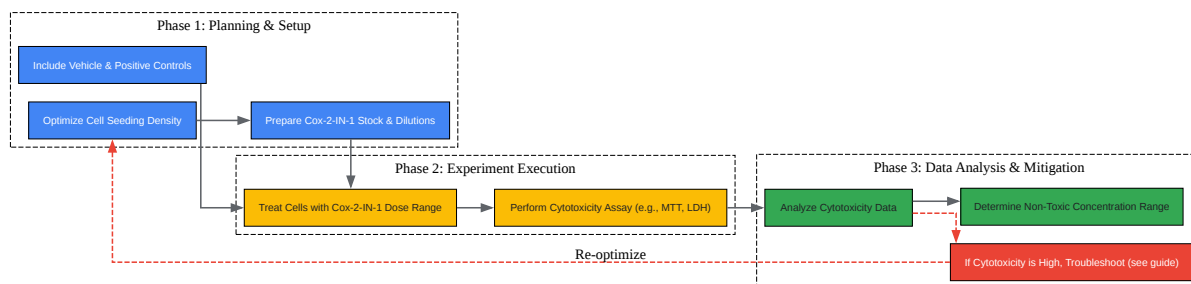 Phase 1: Planning & Setup
Include Vehicle & Positive Controls
Optimize Cell Seeding Density
Prepare Cox-2-IN-1 Stock & Dilutions
Phase 2: Experiment Execution
Treat Cells with Cox-2-IN-1 Dose Range
Perform Cytotoxicity Assay (e.g., MTT, LDH)
Phase 3: Data Analysis & Mitigation
Analyze Cytotoxicity Data
Determine Non-Toxic Concentration Range
If Cytotoxicity is High, Troubleshoot (see guide)
Re-optimize